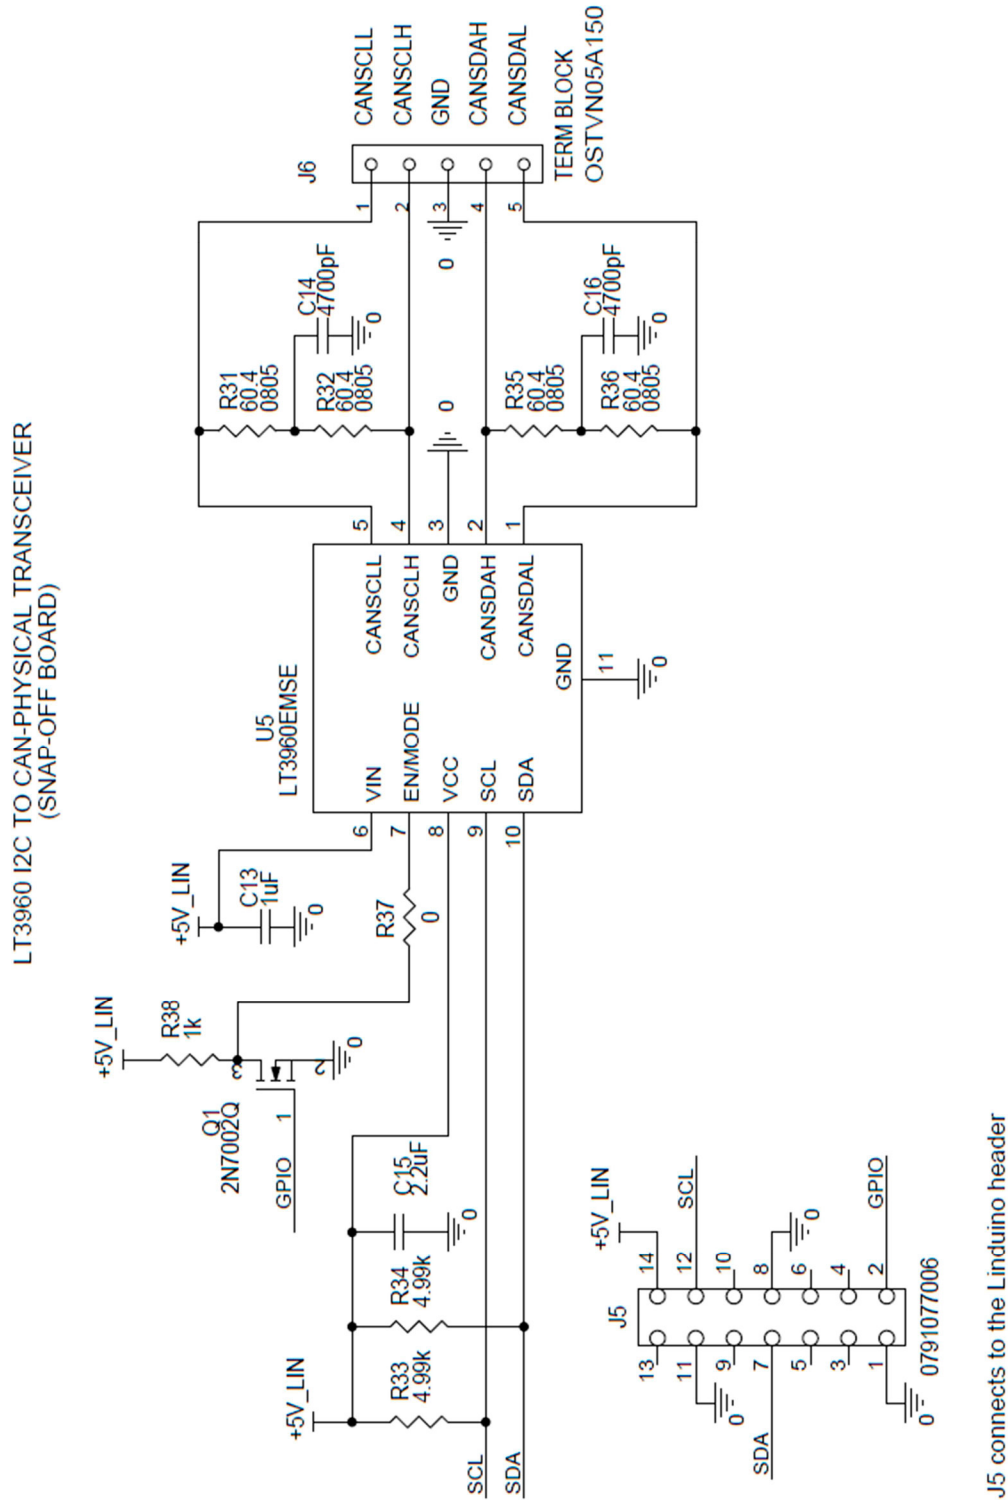 LT3960 I2C TO CAN-PHYSICAL TRANSCEIVER
(SNAP-OFF BOARD)
+5V_LIN
R38
1k
3
2
0
Q1
2N7002Q
1
GPIO
+5V_LIN
C13
1uF
0
R37
0
+5V_LIN
R33
4.99k
R34
4.99k
C15
2.2uF
0
SCL
SDA
U5
LT3960EMSE
6
7
8
9
10
VIN
EN/MODE
VCC
SCL
SDA
CANSCLL
CANSCLH
GND
CANSDAH
CANSDAL
GND
5
4
3
2
1
11
0
0
R31
60.4
0805
R32
60.4
0805
C14
4700pF
0
R35
60.4
0805
R36
60.4
0805
C16
4700pF
0
0
J6
1
2
3
4
5
CANSCLL
CANSCLH
GND
CANSDAH
CANSDAL
TERM BLOCK
OSTVN05A150
+5V_LIN
J5
13
14
11
12
SCL
9
10
SDA
7
8
5
6
3
4
1
2
GPIO
0
0
0
0791077006
J5 connects to the Linduino header